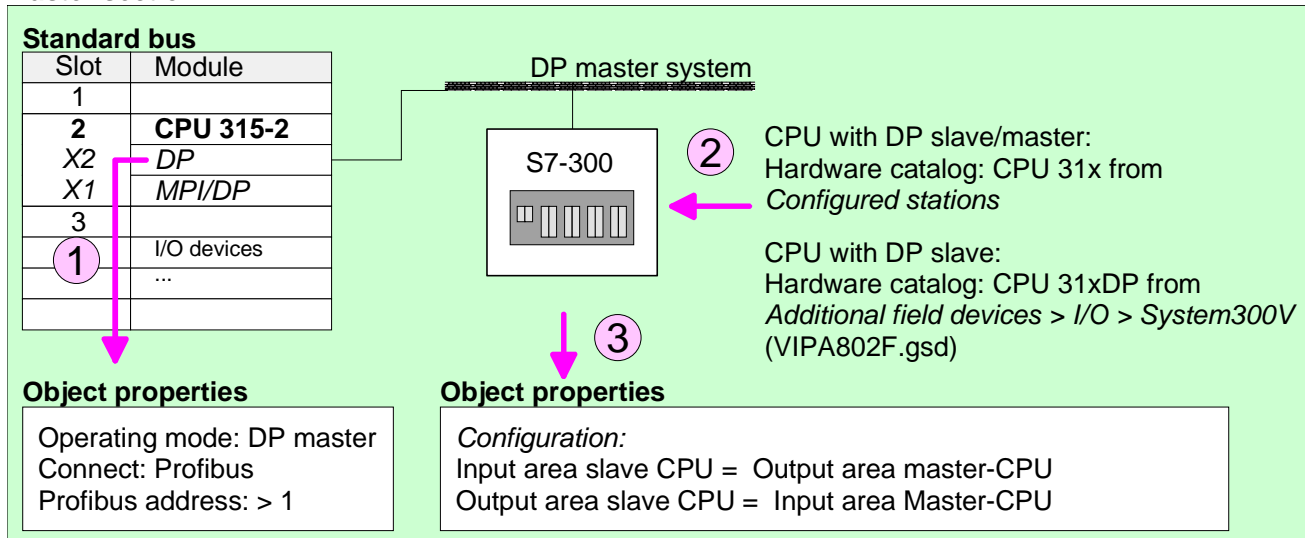 Standard bus
Slot Module
1
2 CPU 315-2
X2 DP
X1 MPI/DP
3
I/O devices
...
1
DP master system
S7-300
2
CPU with DP slave/master:
Hardware catalog: CPU 31x from
Configured stations
CPU with DP slave:
Hardware catalog: CPU 31xDP from
Additional field devices > I/O > System300V
(VIPA802F.gsd)
3
Object properties
Operating mode: DP master
Connect: Profibus
Profibus address: > 1
Object properties
Configuration:
Input area slave CPU = Output area master-CPU
Output area slave CPU = Input area Master-CPU